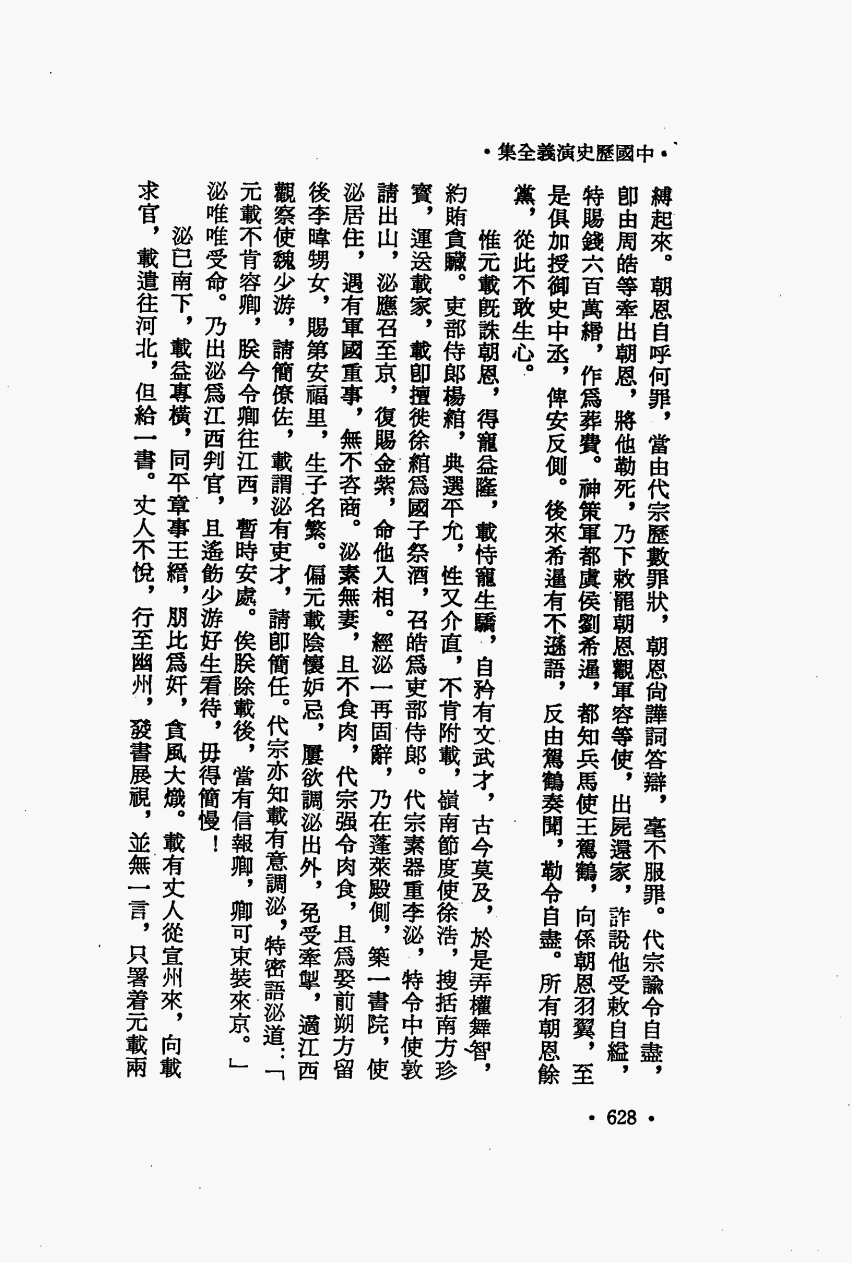 •中國歷史演義全集•
縛起來。朝恩自呼何罪，當由代宗歷數罪狀，朝恩尙譁詞答辯，毫不服罪。代宗諭令自盡，
卽由周皓等牽出朝恩，將他勒死，乃下敕罷朝恩觀軍容等使，出屍還家，詐說他受敕自縊，
特賜錢六百萬緡，作爲葬費。神策軍都虞侯劉希暹，都知兵馬使王駕鶴，向係朝恩羽翼，至
是俱加授御史中丞，俾安反側。後來希暹有不遜語，反由駕鶴奏聞，勒令自盡。所有朝恩餘
黨，從此不敢生心。
惟元載旣誅朝恩，得寵益隆，載恃寵生驕，自矜有文武才，古今莫及，於是弄權舞智，
約賄貪贓。吏部侍郎楊綰，典選平允，性又介直，不肯附載，嶺南節度使徐浩，搜括南方珍
寳，運送載家，載卽擅徙徐綰爲國子祭酒，召皓爲吏部侍郎。代宗素器重李泌，特令中使敦
請出山，泌應召至京，復賜金紫，命他入相。經泌一再固辭，乃在蓬萊殿側，築一書院，使
泌居住，遇有軍國重事，無不咨商。泌素無妻，且不食肉，代宗强令肉食，且爲娶前朔方留
後李暐甥女，賜第安福里，生子名繁。偏元載陰懷妒忌，屢欲調泌出外，免受牽掣，適江西
觀察使魏少游，請簡僚佐，載謂泌有吏才，請卽簡任。代宗亦知載有意調泌，特密語泌道：「
元載不肯容卿，朕今令卿往江西，暫時安處。俟朕除載後，當有信報卿，卿可束裝來京。」
泌唯唯受命。乃出泌爲江西判官，且遙飭少游好生看待，毋得簡慢！
泌已南下，載益專橫，同平章事王縉，朋比爲奸，貪風大熾。載有丈人從宣州來，向載
求官，載遣往河北，但給一書。丈人不悅，行至幽州，發書展視，並無一言，只署着元載兩
•628•